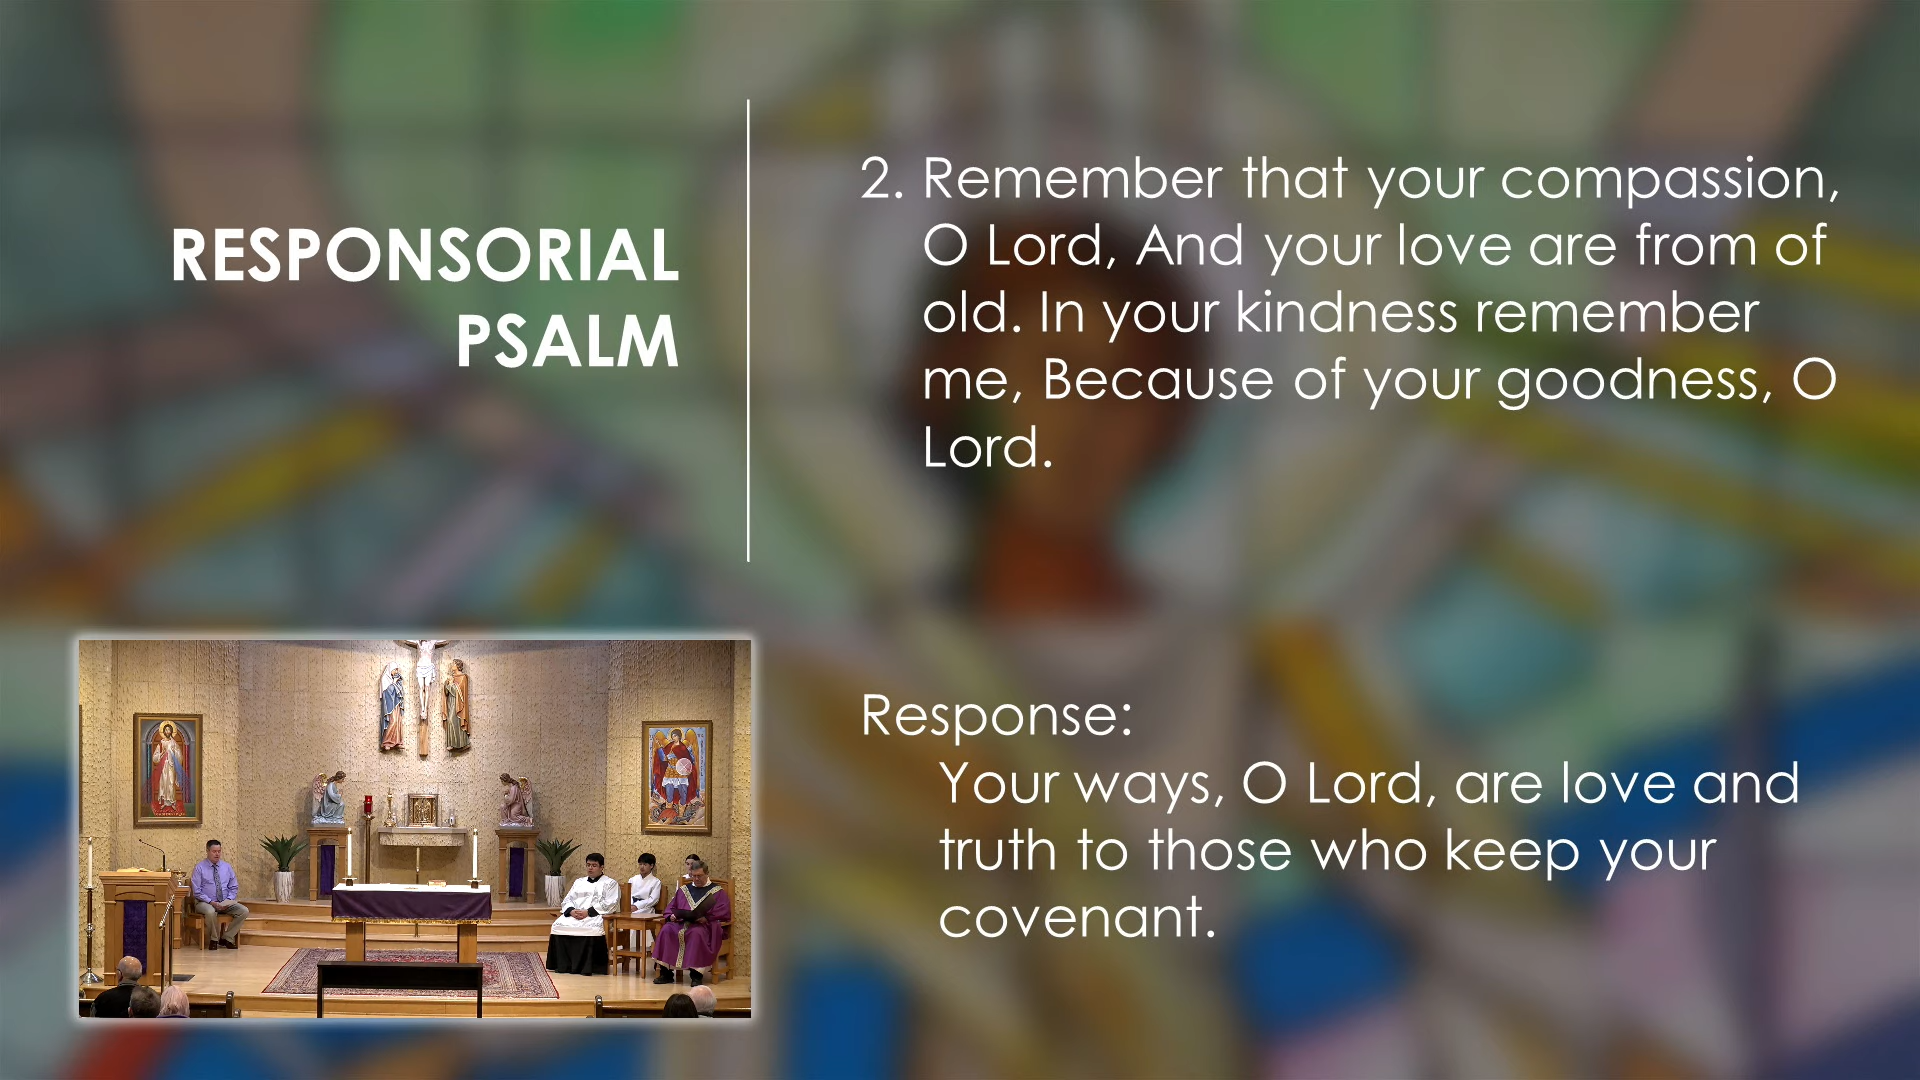 RESPONSORIAL
PSALM
2. Remember that your compassion,
O Lord, And your love are from of
old. In your kindness remember
me, Because of your goodness, O
Lord.
Response:
Your ways, O Lord, are love and
truth to those who keep your
covenant.